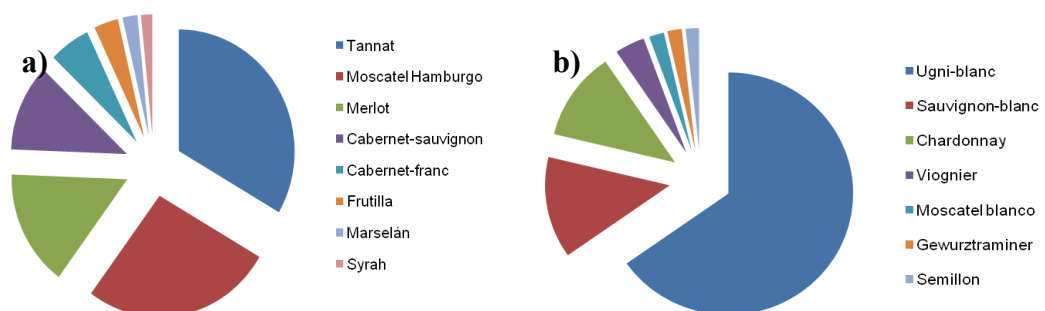 a)
Tannat
Moscatel Hamburgo
Merlot
Cabernet-sauvignon
Cabernet-franc
Frutilla
Marselán
Syrah
b)
Ugni-blanc
Sauvignon-blanc
Chardonnay
Viognier
Moscatel blanco
Gewurztraminer
Semillon